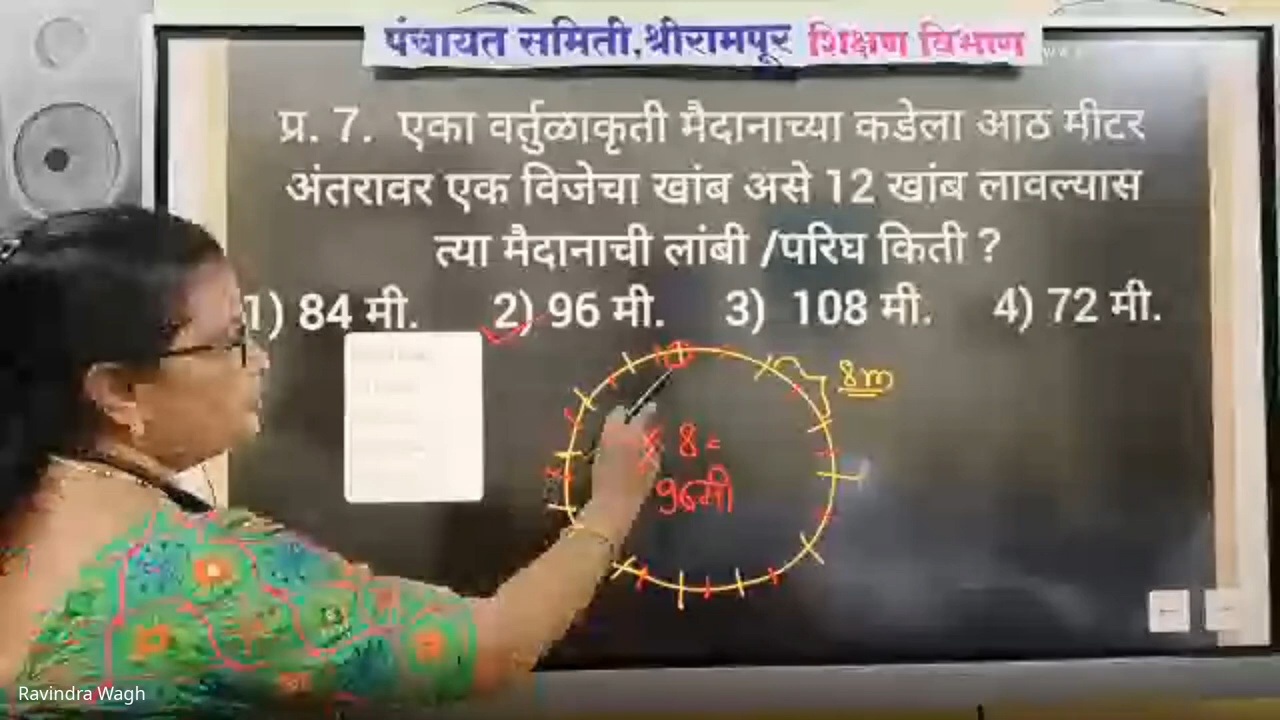 पंचायत समिती,श्रीरामपूर शिक्षण विभाग
प्र. 7. एका वर्तुळाकृती मैदानाच्या कडेला आठ मीटर
अंतरावर एक विजेचा खांब असे 12 खांब लावल्यास
त्या मैदानाची लांबी /परिघ किती ?
1) 84 मी. 2) 96 मी. 3) 108 मी. 4) 72 मी.
8m
× 8 =
96मी
Ravindra Wagh